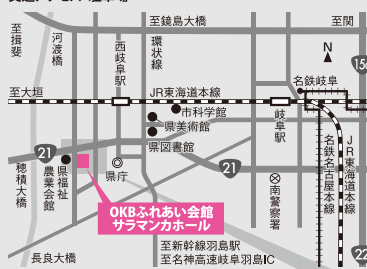 至鏡島大橋
至関
至揖斐
河渡橋
西岐阜駅
環状線
N
156
名鉄岐阜
至大垣
JR東海道本線
市科学館
県美術館
県図書館
岐阜駅
21
県福祉
農業会館
県庁
21
穂積大橋
南警察署
名鉄名古屋本線
JR東海道本線
OKBふれあい会館
サラマンカホール
長良大橋
至新幹線羽島駅
至名神高速岐阜羽島IC
22